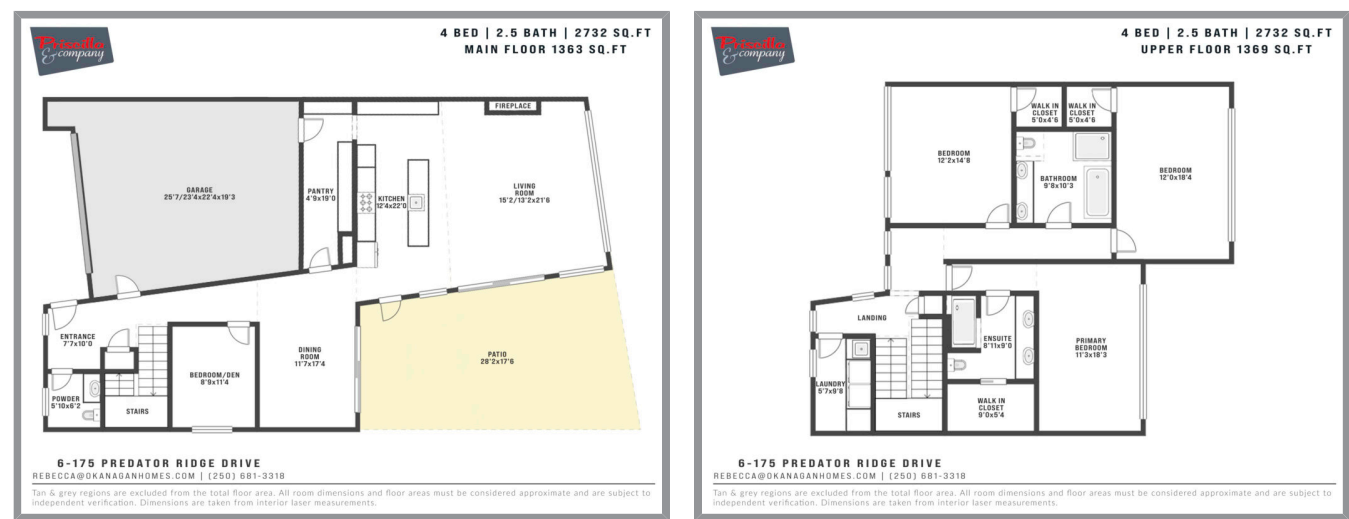 Priscilla
& company
4 BED | 2.5 BATH | 2732 SQ.FT
MAIN FLOOR 1363 SQ.FT
FIREPLACE
GARAGE
25'7/23'4x22'4x19'3
PANTRY
4'9x19'0
KITCHEN
12'4x22'0
LIVING
ROOM
15'2/13'2x21'6
ENTRANCE
7'7x10'0
DINING
ROOM
11'7x17'4
PATIO
28'2x17'6
BEDROOM/DEN
8'9x11'4
POWDER
5'10x6'2
STAIRS
6-175 PREDATOR RIDGE DRIVE
REBECCA@OKANAGANHOMES.COM | (250) 681-3318
Tan & grey regions are excluded from the total floor area. All room dimensions and floor areas must be considered approximate and are subject to
independent verification. Dimensions are taken from interior laser measurements.
Priscilla
& company
4 BED | 2.5 BATH | 2732 SQ.FT
UPPER FLOOR 1369 SQ.FT
WALK IN
CLOSET
5'0x4'6
WALK IN
CLOSET
5'0x4'6
BEDROOM
12'2x14'8
BATHROOM
9'8x10'3
BEDROOM
12'0x18'4
LANDING
ENSUITE
8'11x9'0
PRIMARY
BEDROOM
11'3x18'3
LAUNDRY
5'7x9'8
STAIRS
WALK IN
CLOSET
9'0x5'4
6-175 PREDATOR RIDGE DRIVE
REBECCA@OKANAGANHOMES.COM | (250) 681-3318
Tan & grey regions are excluded from the total floor area. All room dimensions and floor areas must be considered approximate and are subject to
independent verification. Dimensions are taken from interior laser measurements.